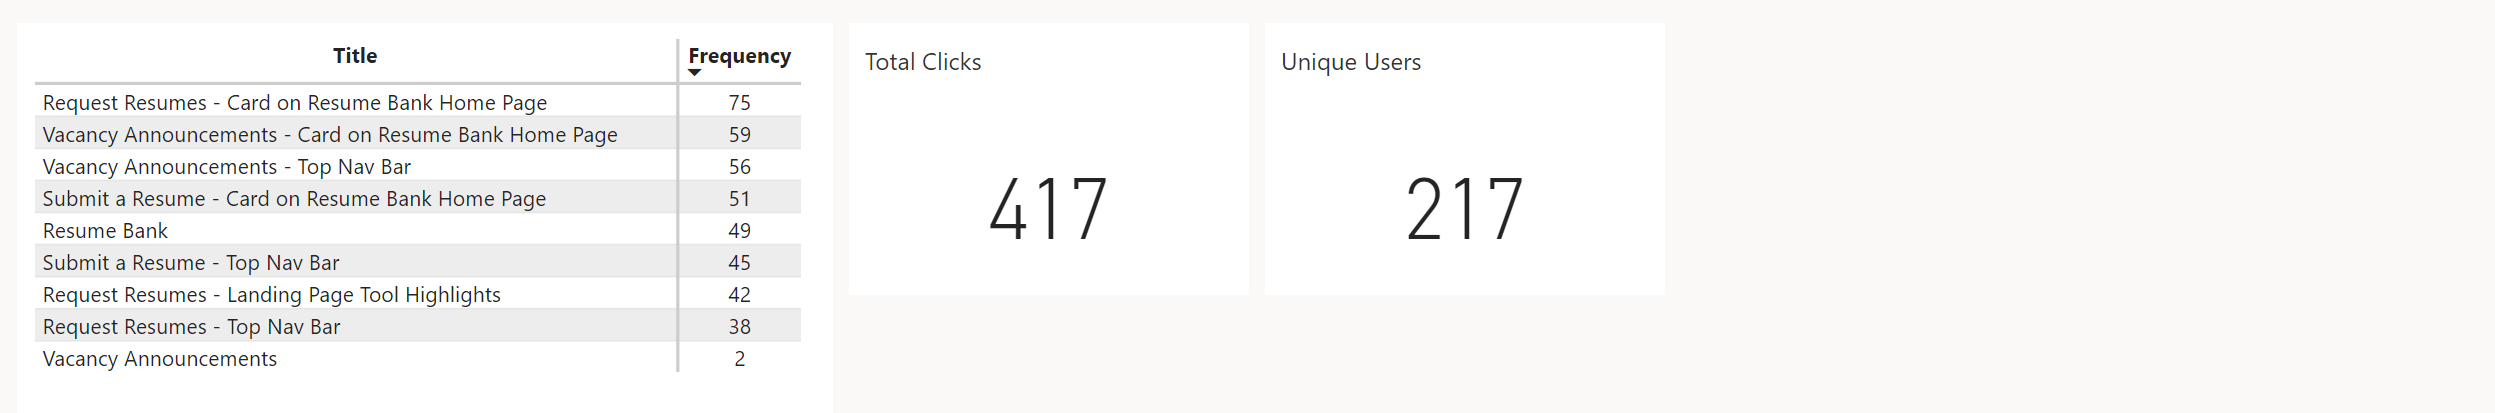 Title Frequency
Request Resumes - Card on Resume Bank Home Page 75
Vacancy Announcements - Card on Resume Bank Home Page 59
Vacancy Announcements - Top Nav Bar 56
Submit a Resume - Card on Resume Bank Home Page 51
Resume Bank 49
Submit a Resume - Top Nav Bar 45
Request Resumes - Landing Page Tool Highlights 42
Request Resumes - Top Nav Bar 38
Vacancy Announcements 2
Total Clicks
417
Unique Users
217